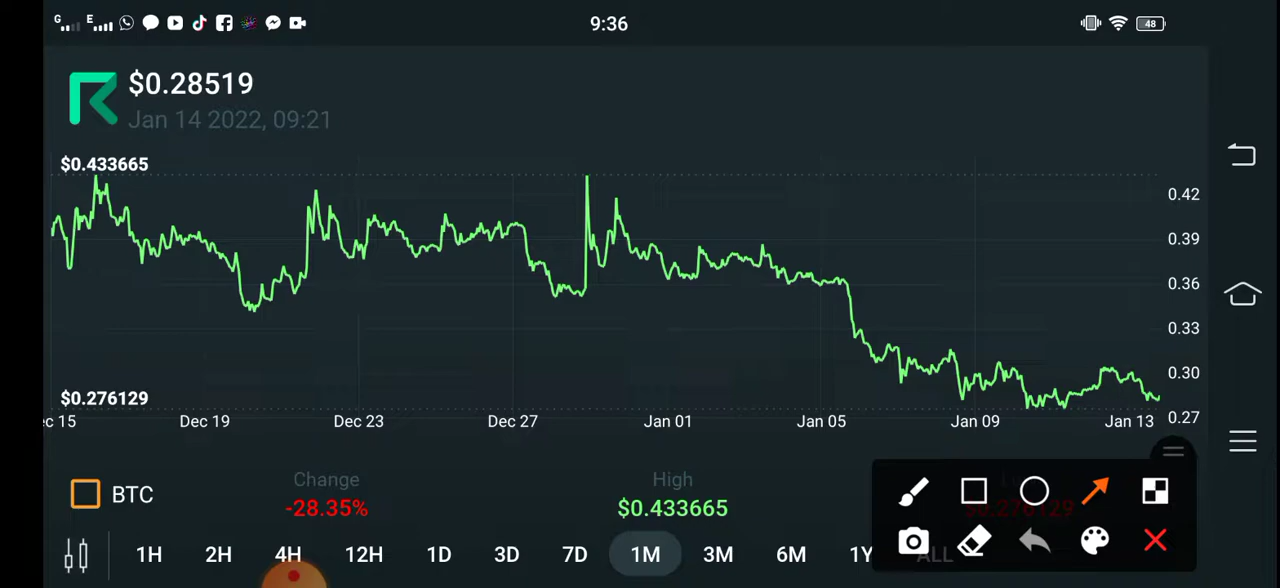 G E 9:36 48
$0.28519
Jan 14 2022, 09:21
$0.433665
0.42
0.39
0.36
0.33
0.30
$0.276129
0.27
c 15 Dec 19 Dec 23 Dec 27 Jan 01 Jan 05 Jan 09 Jan 13
Change High
BTC -28.35% $0.433665 $0.276129
1H 2H 4H 12H 1D 3D 7D 1M 3M 6M 1Y ALL